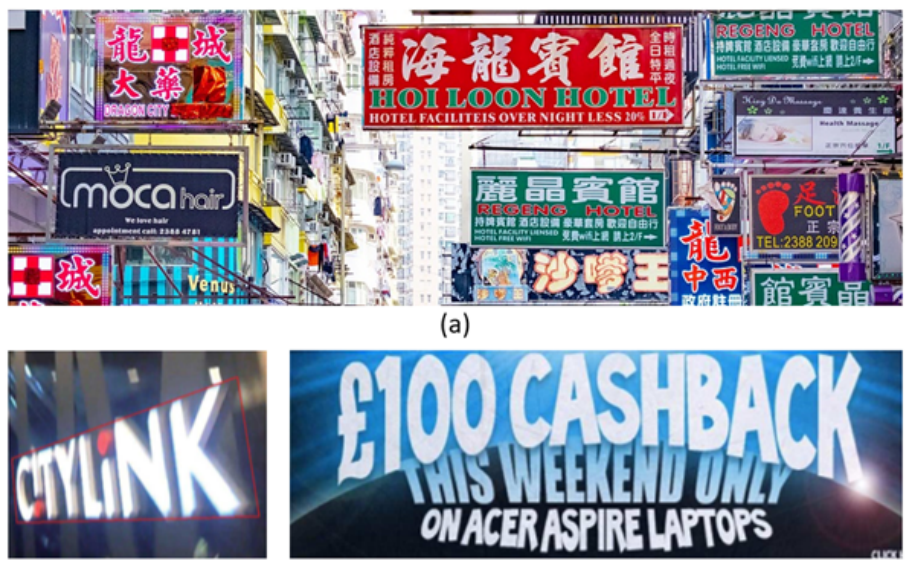 龍城
大藥
DRAGON CITY
moca hair
We love hair
appointment call: 2388 4781
城
Venus
酒店設備
純粹租房
海龍賓館
全日特平
時租過夜
HOI LOON HOTEL
HOTEL FACILITEIS OVER NIGHT LESS 20% 1/F
REGENG HOTEL
持牌賓館 酒店設備 豪華套房 歡迎自由行
HOTEL FACILITY LIENSED
HOTEL FREE WIFI
免費wifi上網 請上2/F
Health Massage
1/F
麗晶賓館
REGENG HOTEL
持牌賓館 酒店設備 豪華套房 歡迎自由行
HOTEL FACILITY LIENSED
HOTEL FREE WIFI
免費wifi上網 請上2/F
沙嗲王
龍
中西
政府註冊
足
FOOT
正宗
TEL:2388 209
館賓晶
(a)
CiTYLiNK
£100 CASHBACK
THIS WEEKEND ONLY
ON ACER ASPIRE LAPTOPS
CLICK